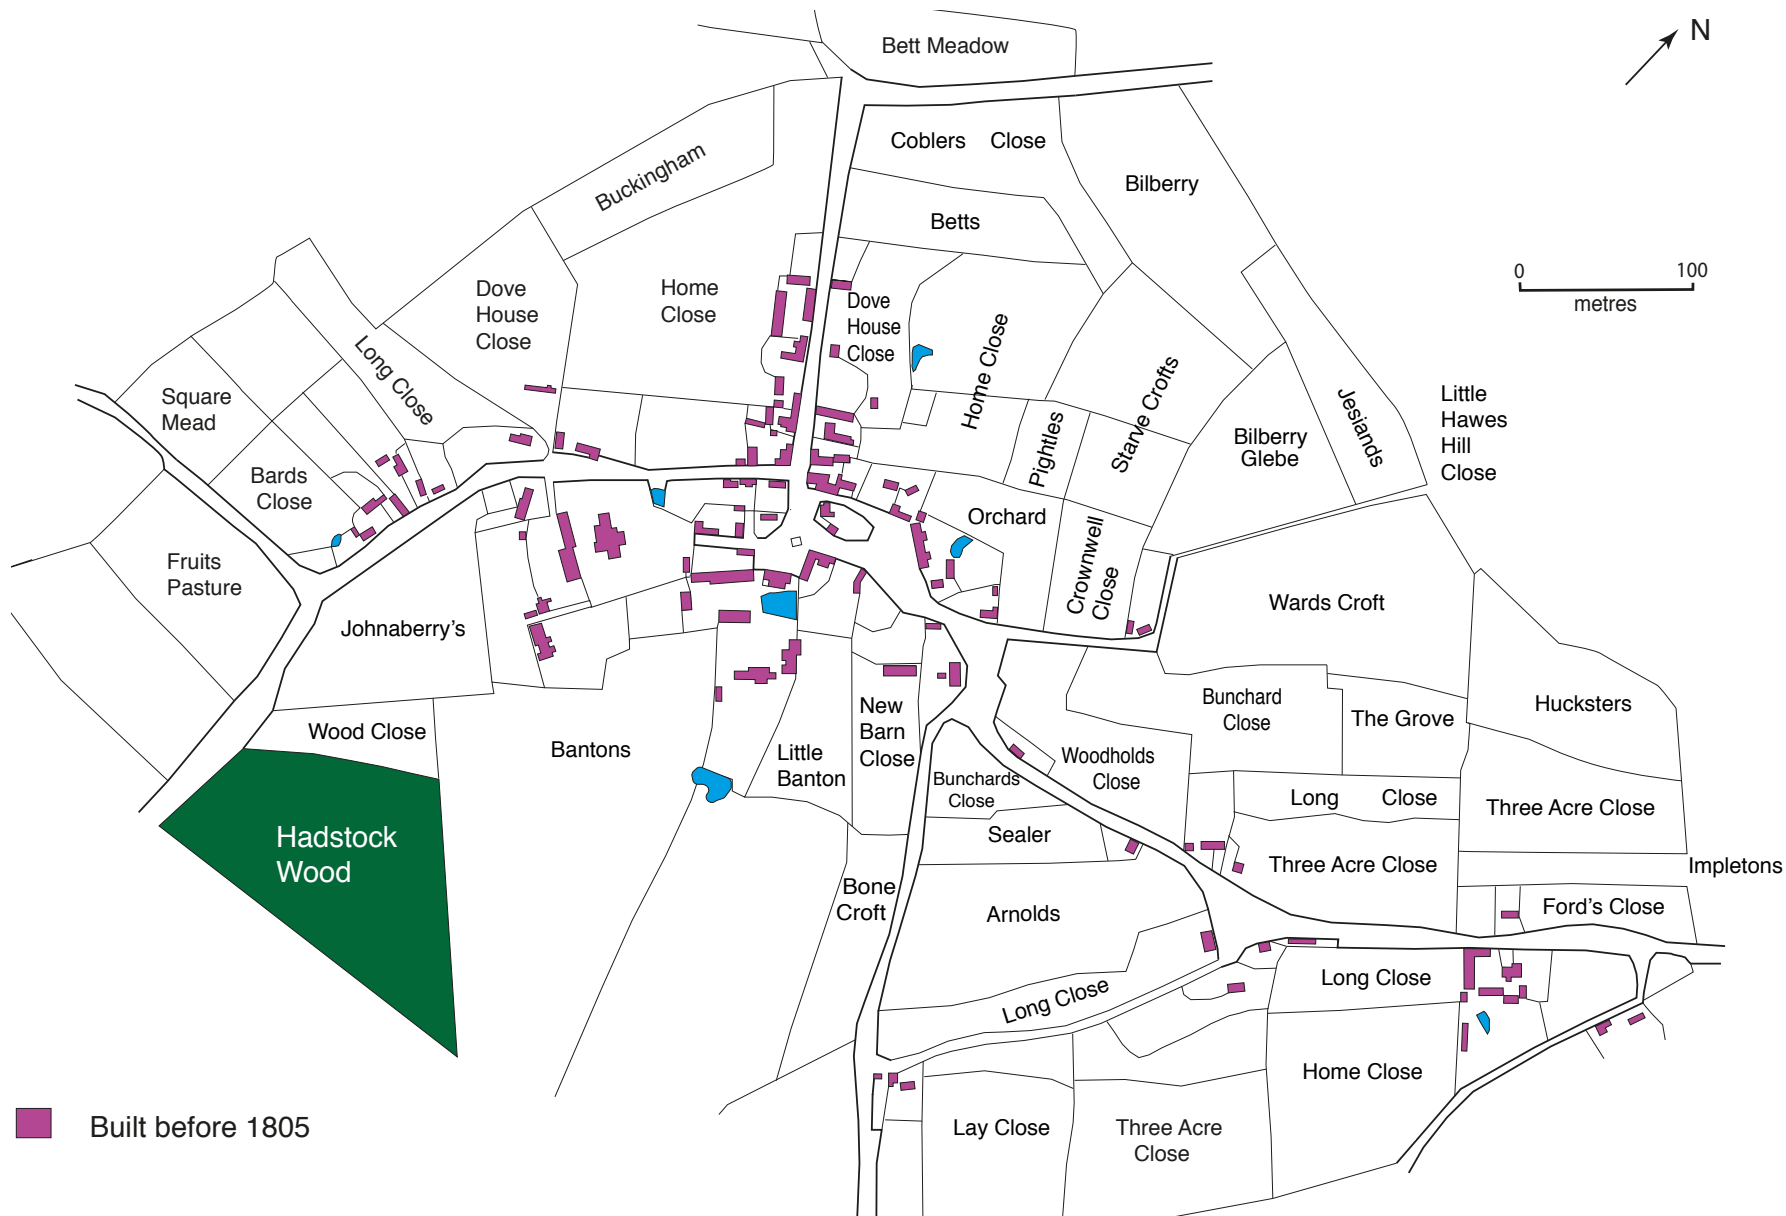 N
Bett Meadow
Coblers Close
Buckingham
Bilberry
Betts
0 100
metres
Dove
House
Close
Home
Close
Dove
House
Close
Home Close
Long Close
Square
Mead
Starve Crofts
Pightles
Jeslands
Little
Hawes
Hill
Close
Bilberry
Glebe
Bards
Close
Orchard
Crownwell
Close
Fruits
Pasture
Johnaberry's
Wards Croft
Wood Close
Bantons
New
Barn
Close
Little
Banton
Bunchard
Close
The Grove
Hucksters
Woodholds
Close
Bunchards
Close
Long Close
Three Acre Close
Sealer
Three Acre Close
Impletons
Hadstock
Wood
Bone
Croft
Arnolds
Ford's Close
Long Close
Long Close
Home Close
Built before 1805
Lay Close
Three Acre
Close